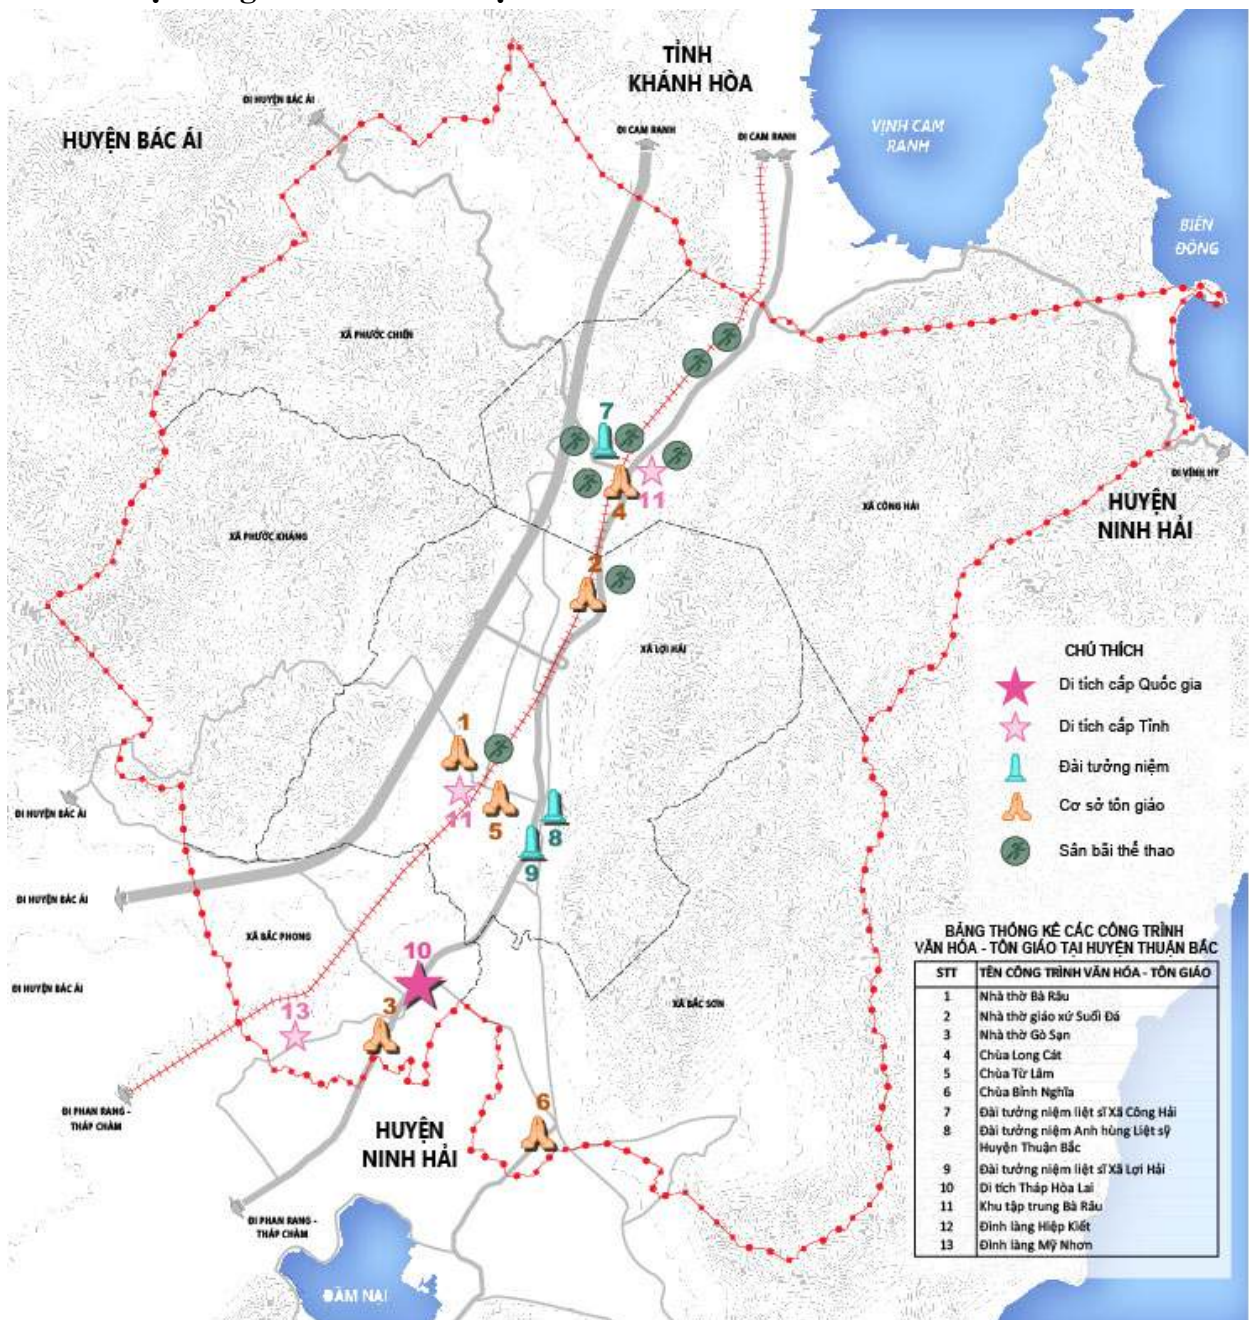 TỈNH
KHÁNH HÒA
ĐI HUYỆN BÁC ÁI
HUYỆN BÁC ÁI
ĐI CAM RANH
ĐI CAM RANH
VỊNH CAM
RANH
BIỂN
ĐÔNG
XÃ PHƯỚC CHIẾN
7
ĐI VĨNH HY
11
4
XÃ CÔNG HẢI
HUYỆN
NINH HẢI
XÃ PHƯỚC KHÁNG
2
XÃ LỢI HẢI
CHÚ THÍCH
Di tích cấp Quốc gia
Di tích cấp Tỉnh
Đài tưởng niệm
Cơ sở tôn giáo
Sân bãi thể thao
1
11
5
8
9
ĐI HUYỆN BÁC ÁI
ĐI HUYỆN BÁC ÁI
XÃ BẮC PHONG
10
ĐI HUYỆN BÁC ÁI
13
3
XÃ BẮC SƠN
ĐI PHAN RANG -
THÁP CHÀM
6
HUYỆN
NINH HẢI
ĐI PHAN RANG -
THÁP CHÀM
ĐẦM NẠI
BẢNG THỐNG KÊ CÁC CÔNG TRÌNH
VĂN HÓA - TÔN GIÁO TẠI HUYỆN THUẬN BẮC
STT TÊN CÔNG TRÌNH VĂN HÓA - TÔN GIÁO
1 Nhà thờ Bà Râu
2 Nhà thờ giáo xứ Suối Đá
3 Nhà thờ Gò Sạn
4 Chùa Long Cát
5 Chùa Từ Lâm
6 Chùa Bỉnh Nghĩa
7 Đài tưởng niệm liệt sĩ Xã Công Hải
8 Đài tưởng niệm Anh hùng Liệt sỹ
Huyện Thuận Bắc
9 Đài tưởng niệm liệt sĩ Xã Lợi Hải
10 Di tích Tháp Hòa Lai
11 Khu tập trung Bà Râu
12 Đình làng Hiệp Kiết
13 Đình làng Mỹ Nhơn